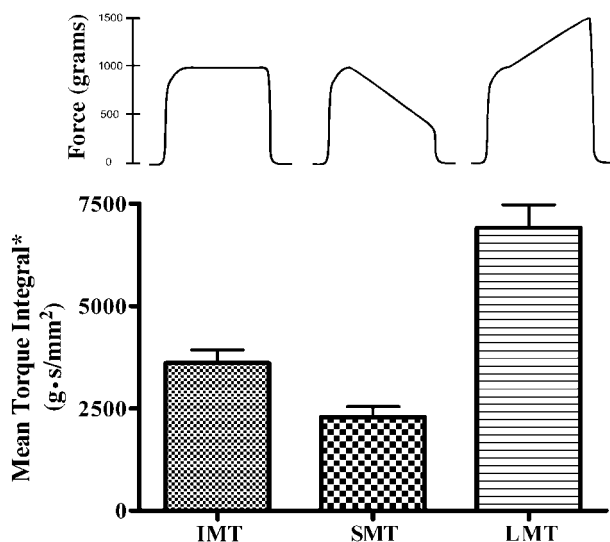 Force (grams)
1500
1000
500
0
Mean Torque Integral*
(g•s/mm²)
7500
5000
2500
0
IMT
SMT
LMT